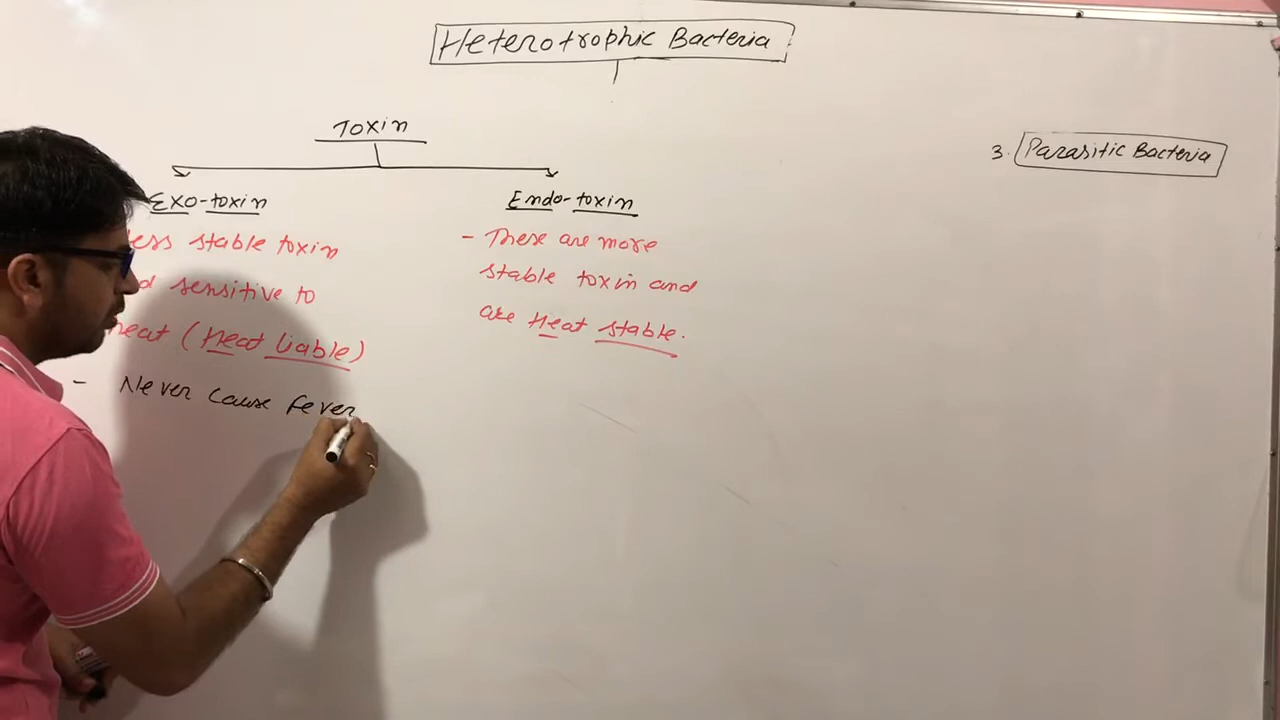 Heterotrophic Bacteria
Toxin
3. Parasitic Bacteria
Exo-toxin
less stable toxin
sensitive to
heat (Heat liable)
- Never cause fever
Endo-toxin
- These are more
stable toxin and
are Heat stable.